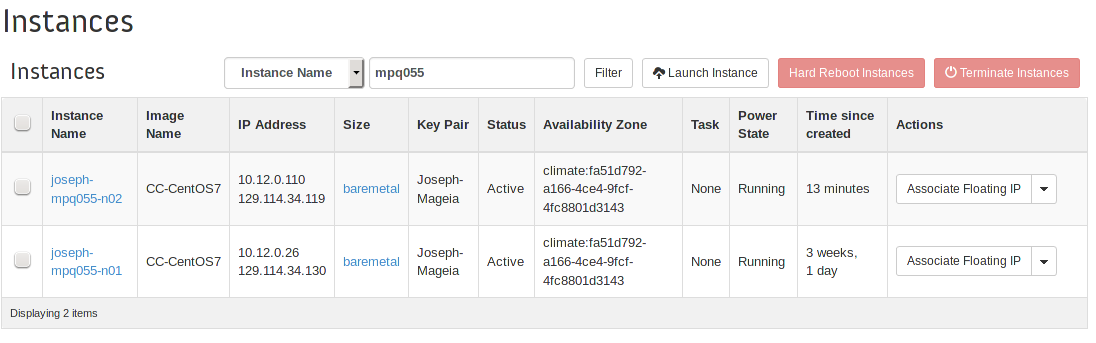 Instances
Instances Instance Name mpq055 Filter Launch Instance Hard Reboot Instances Terminate Instances
Instance Name Image Name IP Address Size Key Pair Status Availability Zone Task Power State Time since created Actions
joseph-
mpq055-n02
CC-CentOS7
10.12.0.110
129.114.34.119
baremetal
Joseph-
Mageia
Active
climate:fa51d792-
a166-4ce4-9fcf-
4fc8801d3143
None
Running
13 minutes
Associate Floating IP
joseph-
mpq055-n01
CC-CentOS7
10.12.0.26
129.114.34.130
baremetal
Joseph-
Mageia
Active
climate:fa51d792-
a166-4ce4-9fcf-
4fc8801d3143
None
Running
3 weeks,
1 day
Associate Floating IP
Displaying 2 items